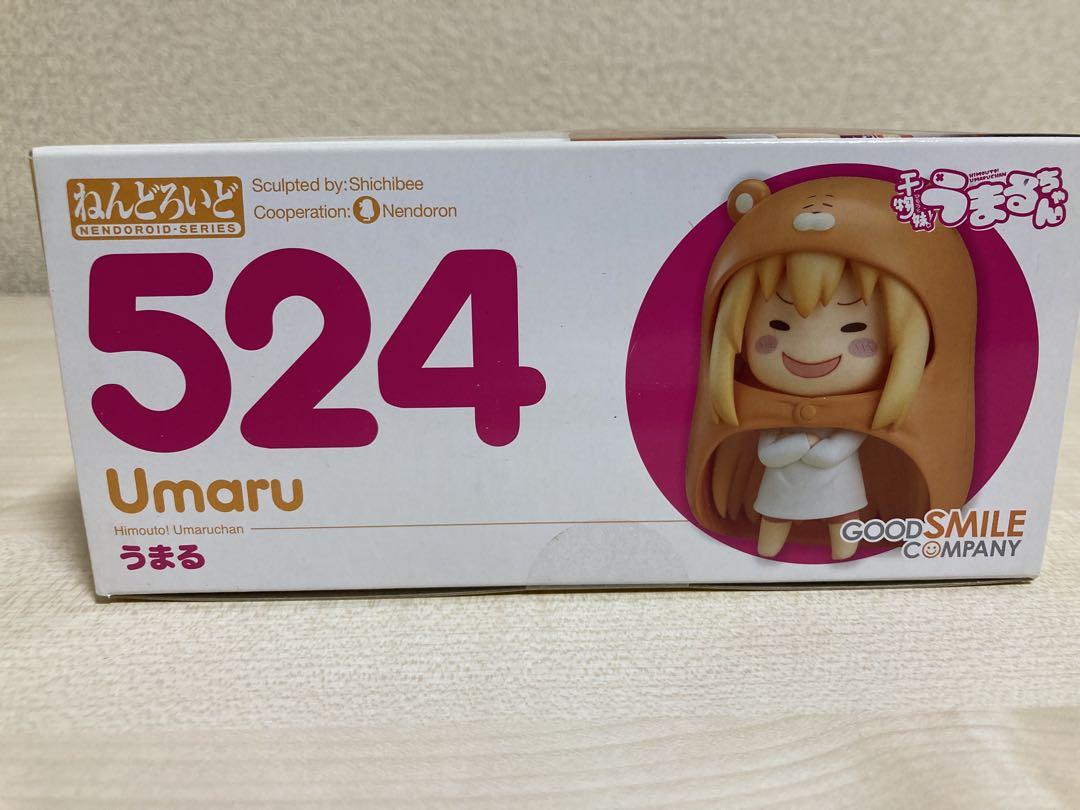 ねんどろいど
NENDOROID-SERIES
Sculpted by: Shichibee
Cooperation: Nendoron
524
Umaru
Himouto! Umaruchan
うまる
HIMOUTO! UMARUCHAN
干物妹! うまるちゃん
GOOD SMILE
COMPANY